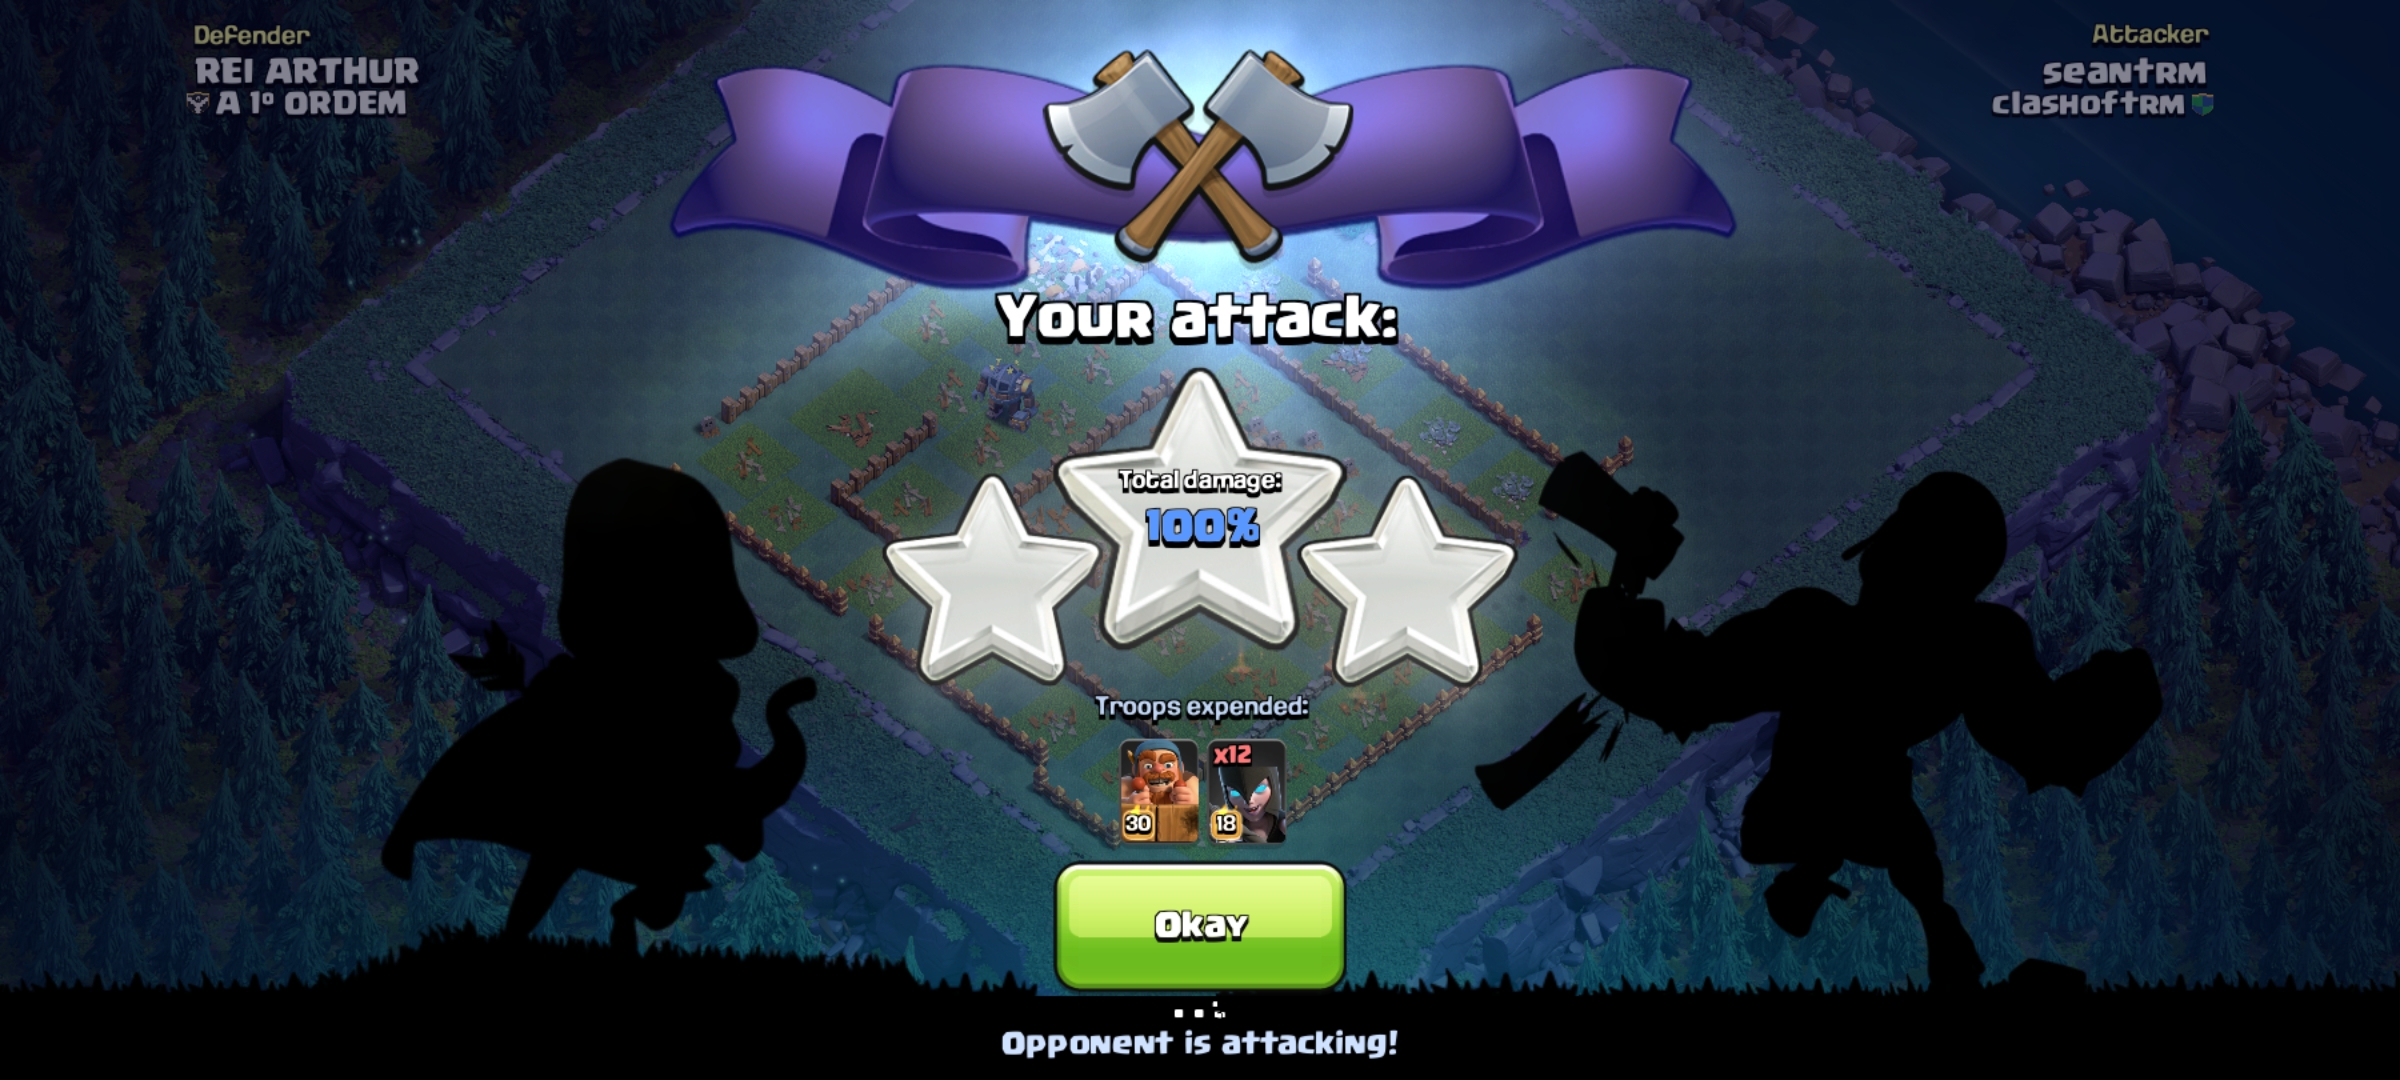 Defender
REI ARTHUR
A 1º ORDEM
Attacker
seantrm
clashoftrm
Your attack:
Total damage:
100%
Troops expended:
x12
30
18
Okay
Opponent is attacking!